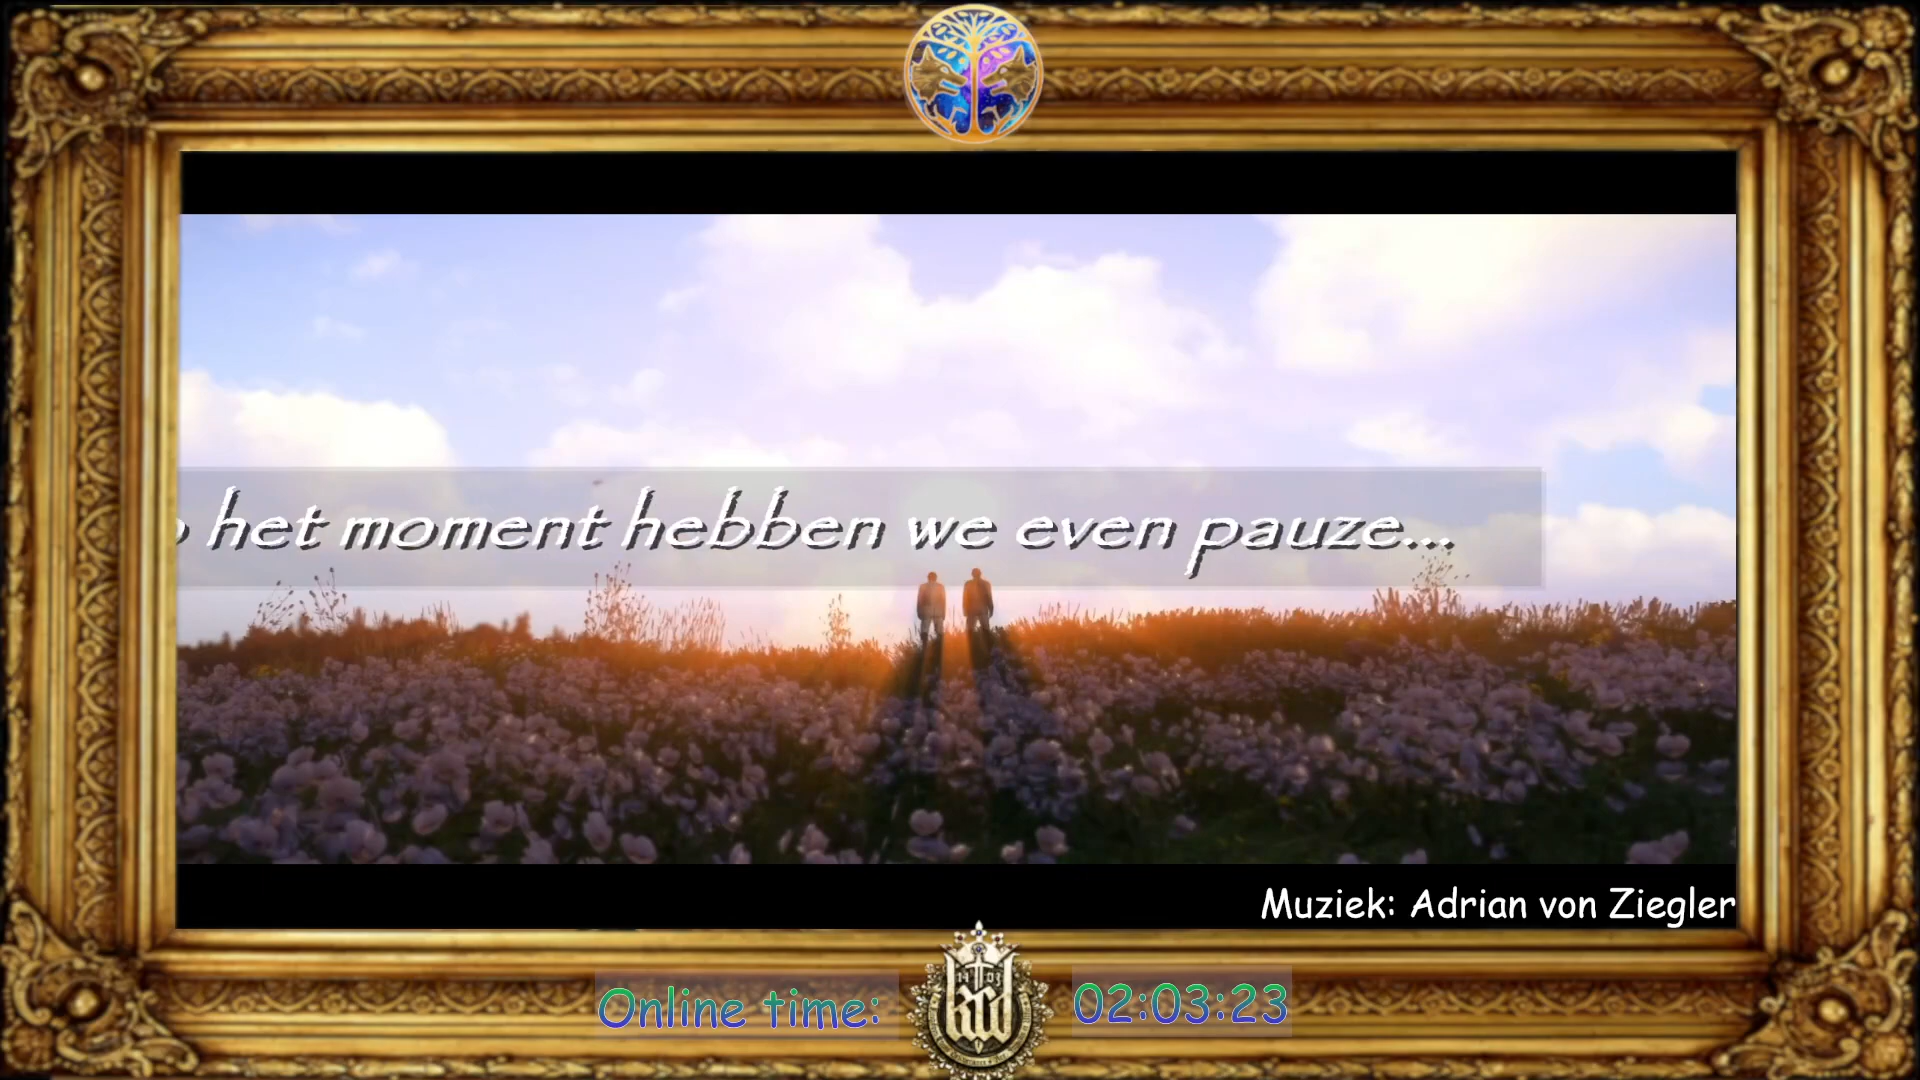 het moment hebben we even pauze...
Muziek: Adrian von Ziegler
Online time: 02:03:23